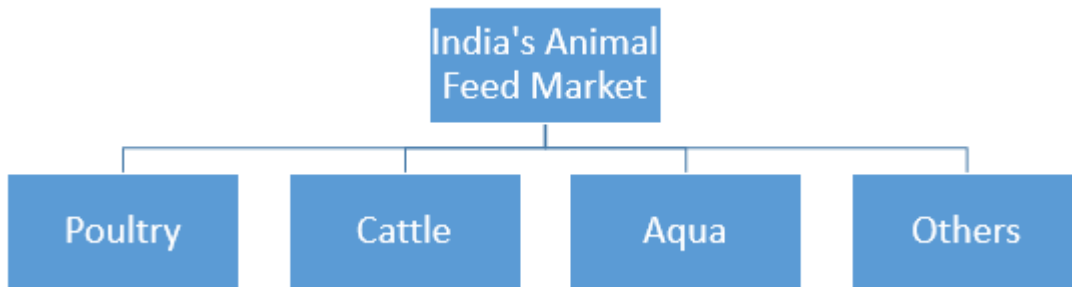 India's Animal
Feed Market
Poultry
Cattle
Aqua
Others